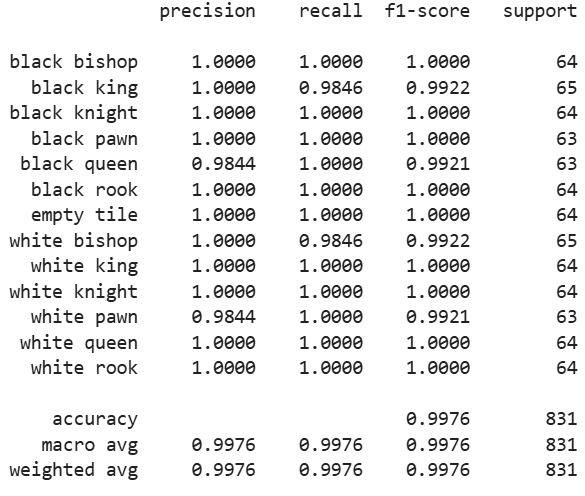 precision recall f1-score support
black bishop 1.0000 1.0000 1.0000 64
black king 1.0000 0.9846 0.9922 65
black knight 1.0000 1.0000 1.0000 64
black pawn 1.0000 1.0000 1.0000 63
black queen 0.9844 1.0000 0.9921 63
black rook 1.0000 1.0000 1.0000 64
empty tile 1.0000 1.0000 1.0000 64
white bishop 1.0000 0.9846 0.9922 65
white king 1.0000 1.0000 1.0000 64
white knight 1.0000 1.0000 1.0000 64
white pawn 0.9844 1.0000 0.9921 63
white queen 1.0000 1.0000 1.0000 64
white rook 1.0000 1.0000 1.0000 64
accuracy 0.9976 831
macro avg 0.9976 0.9976 0.9976 831
weighted avg 0.9976 0.9976 0.9976 831